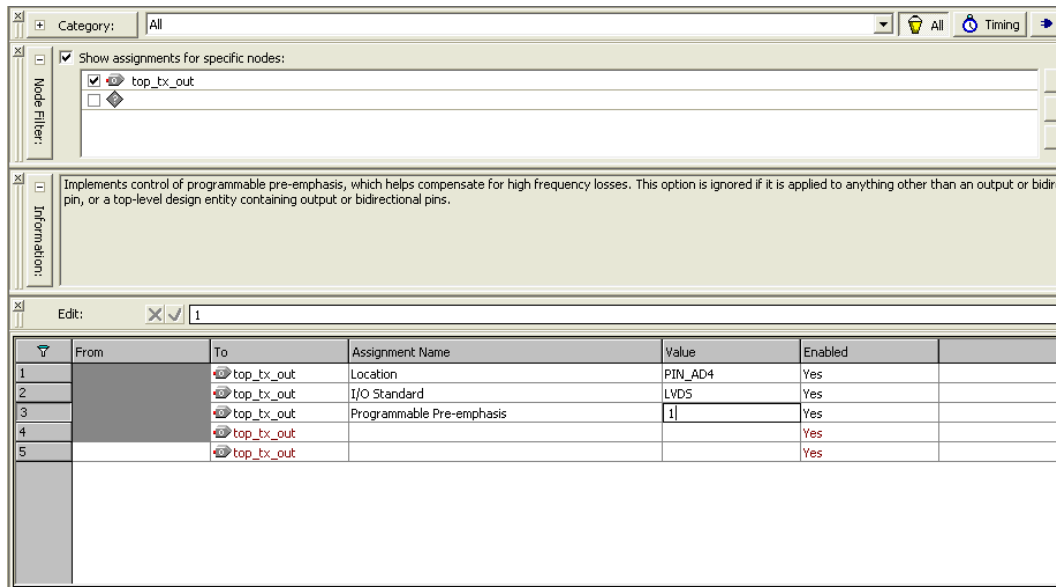 Category: All All Timing
Show assignments for specific nodes:
Node Filter:
top_tx_out
Information:
Implements control of programmable pre-emphasis, which helps compensate for high frequency losses. This option is ignored if it is applied to anything other than an output or bidir
pin, or a top-level design entity containing output or bidirectional pins.
Edit: 1
From To Assignment Name Value Enabled
1 top_tx_out Location PIN_AD4 Yes
2 top_tx_out I/O Standard LVDS Yes
3 top_tx_out Programmable Pre-emphasis 1 Yes
4 top_tx_out Yes
5 top_tx_out Yes